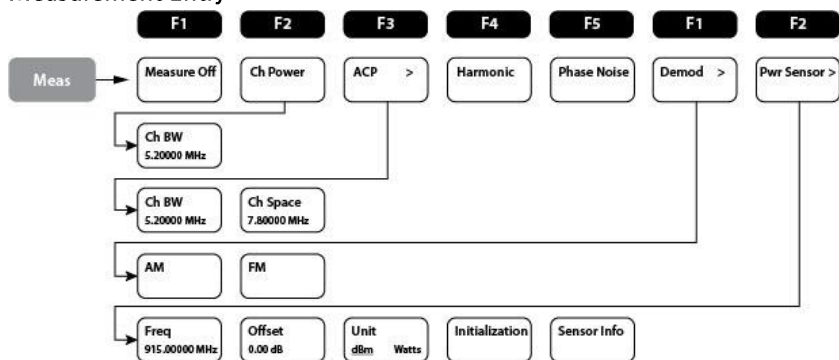 Measurement Entry
F1 F2 F3 F4 F5 F1 F2
Meas Measure Off Ch Power ACP > Harmonic Phase Noise Demod > Pwr Sensor >
Ch BW
5.20000 MHz
Ch BW Ch Space
5.20000 MHz 7.80000 MHz
AM FM
Freq Offset Unit Initialization Sensor Info
915.00000 MHz 0.00 dB dBm Watts